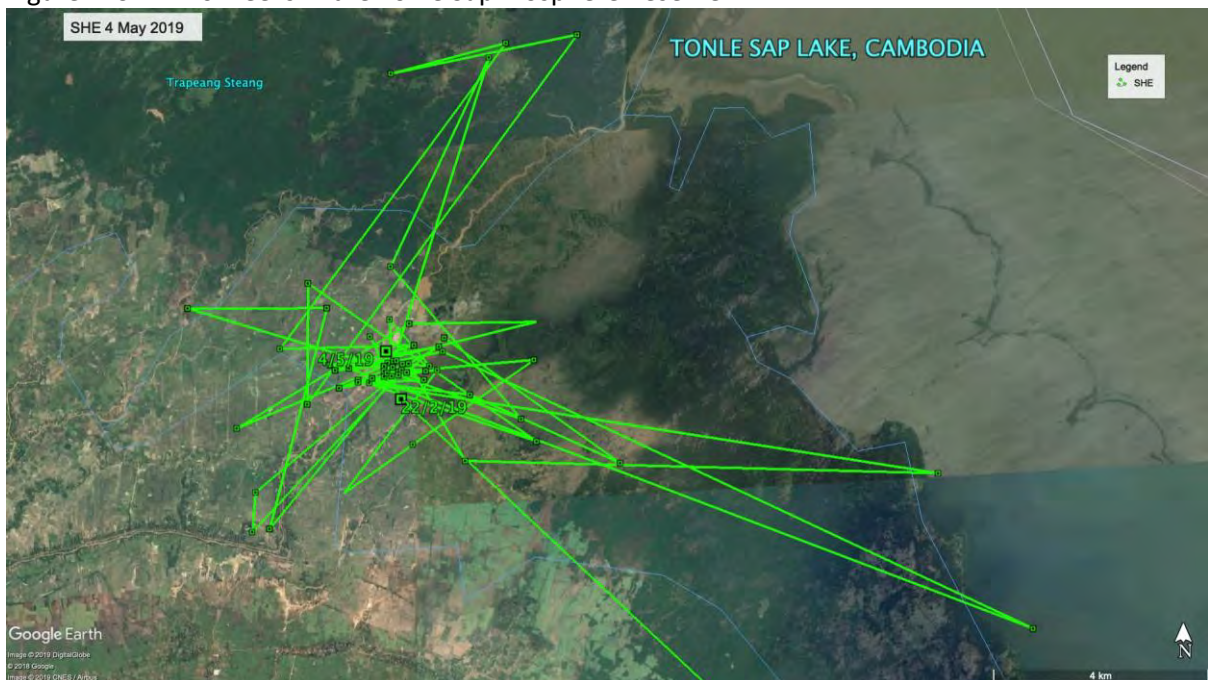 SHE 4 May 2019
TONLE SAP LAKE, CAMBODIA
Legend
SHE
Trapeang Steang
4/5/19
22/2/19
Google Earth
Image © 2019 DigitalGlobe
© 2018 Google
Image © 2019 CNES / Airbus
N
4 km